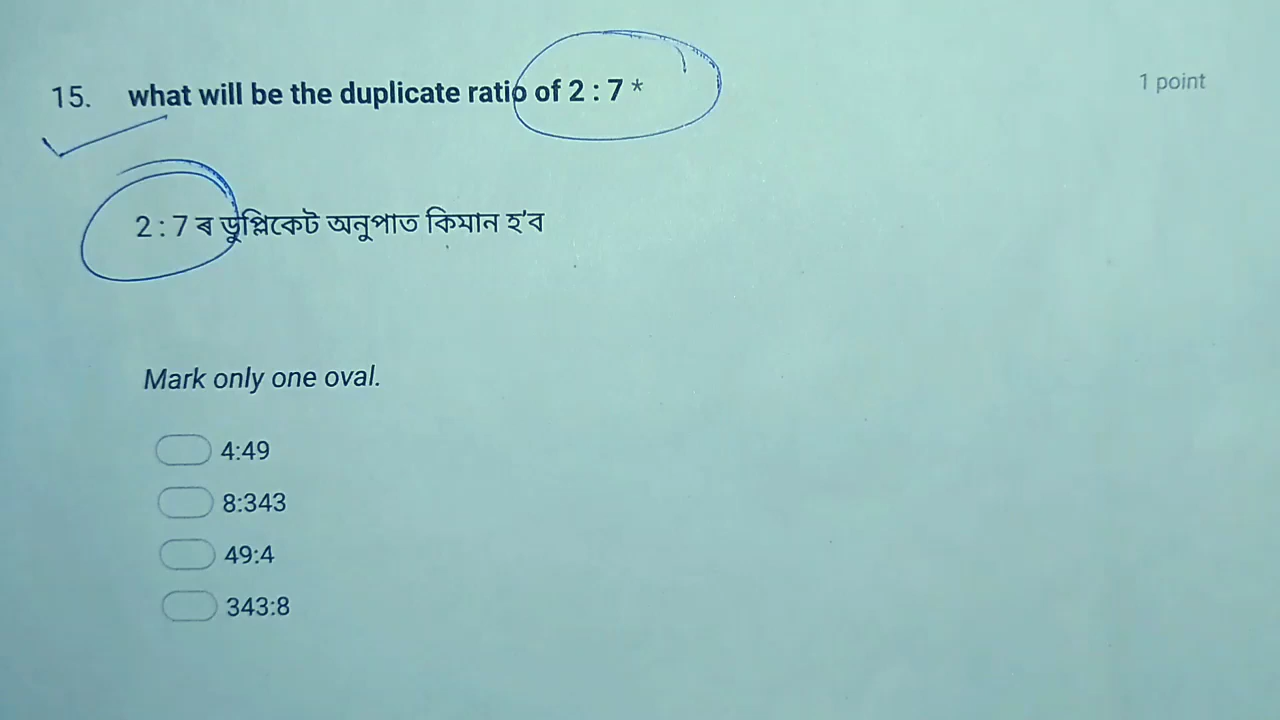 15. what will be the duplicate ratio of 2 : 7 *
1 point
2 : 7 ৰ ডুপ্লিকেট অনুপাত কিমান হ'ব
Mark only one oval.
4:49
8:343
49:4
343:8